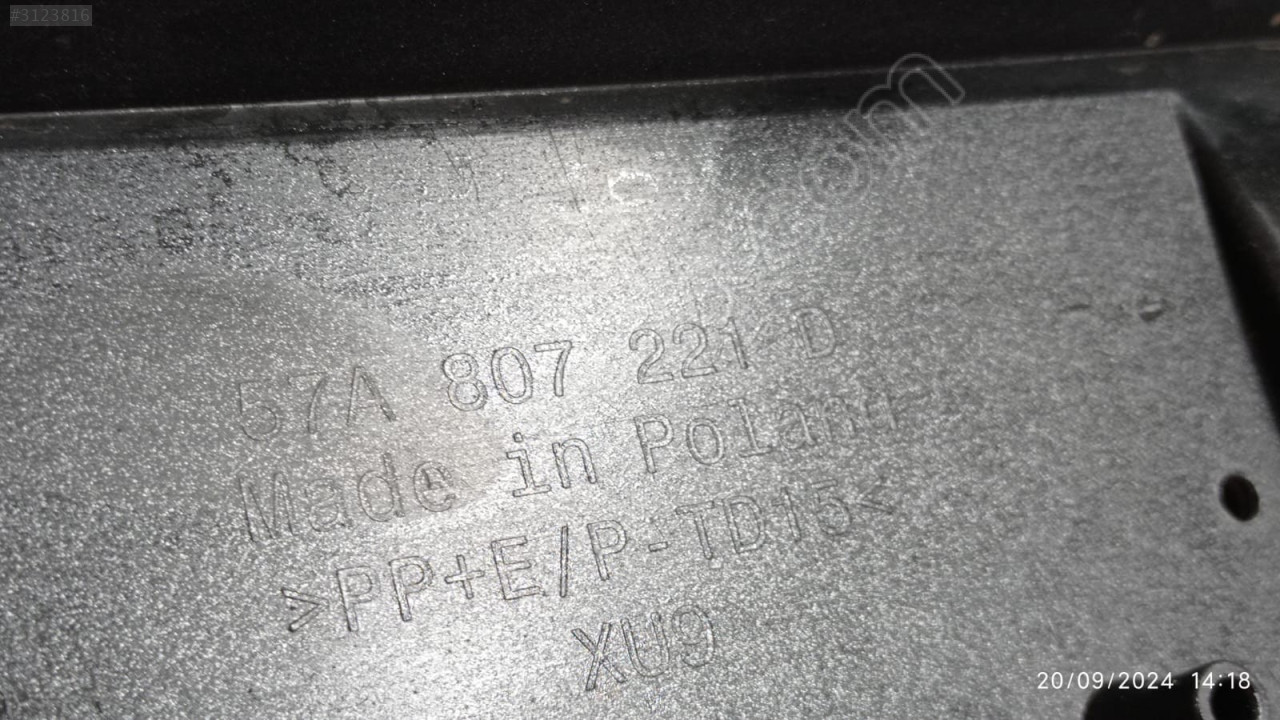 #3123816
57A 807 221 D
Made in Poland
>PP+E/P-TD15<
XU9
20/09/2024 14:18